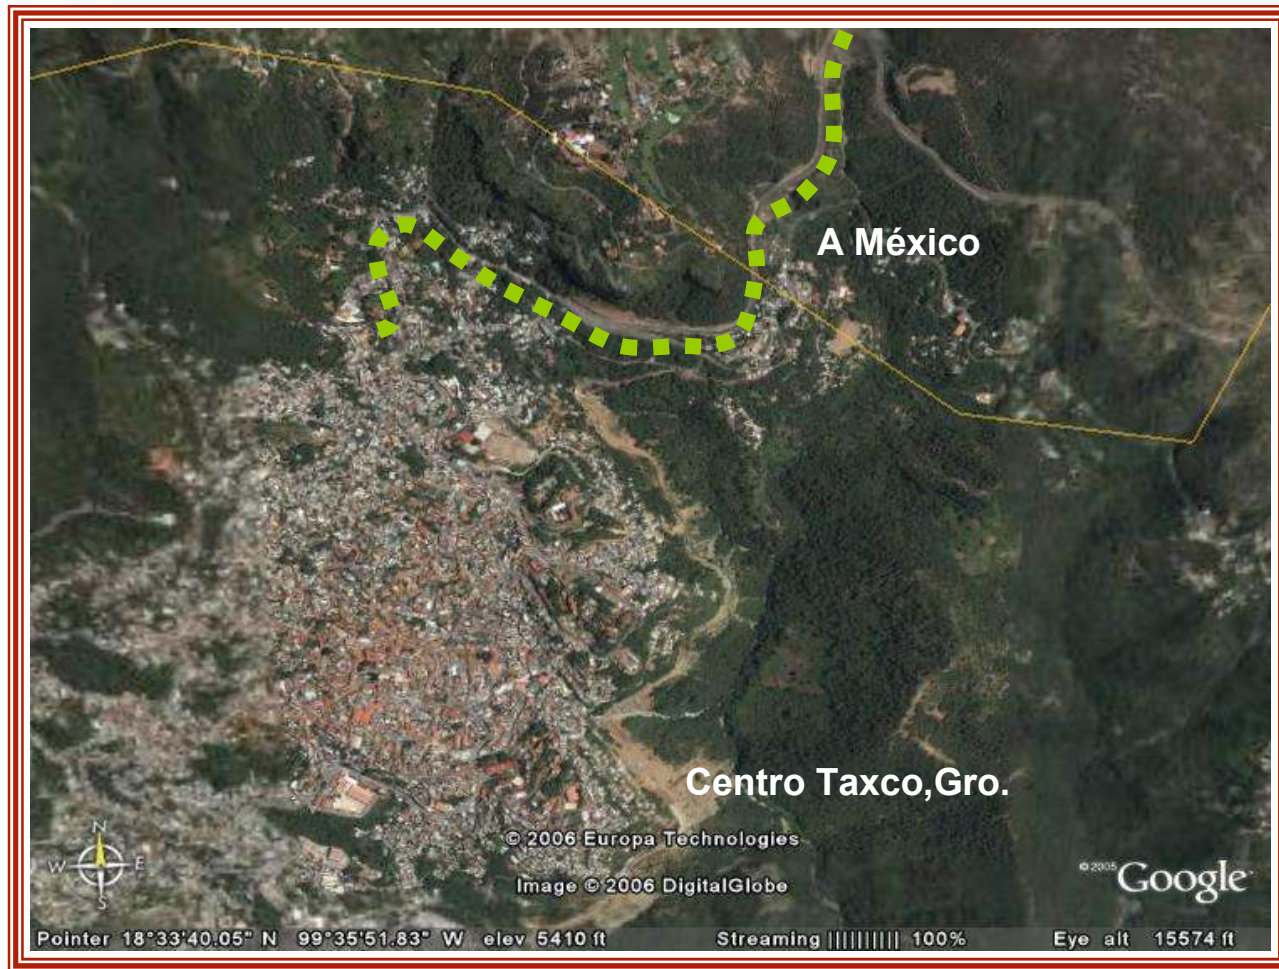 A México
Centro Taxco,Gro.
© 2006 Europa Technologies
Image © 2006 DigitalGlobe
N
W E
S
© 2005 Google
Pointer 18°33'40.05" N 99°35'51.83" W elev 5410 ft Streaming |||||||||| 100% Eye alt 15574 ft